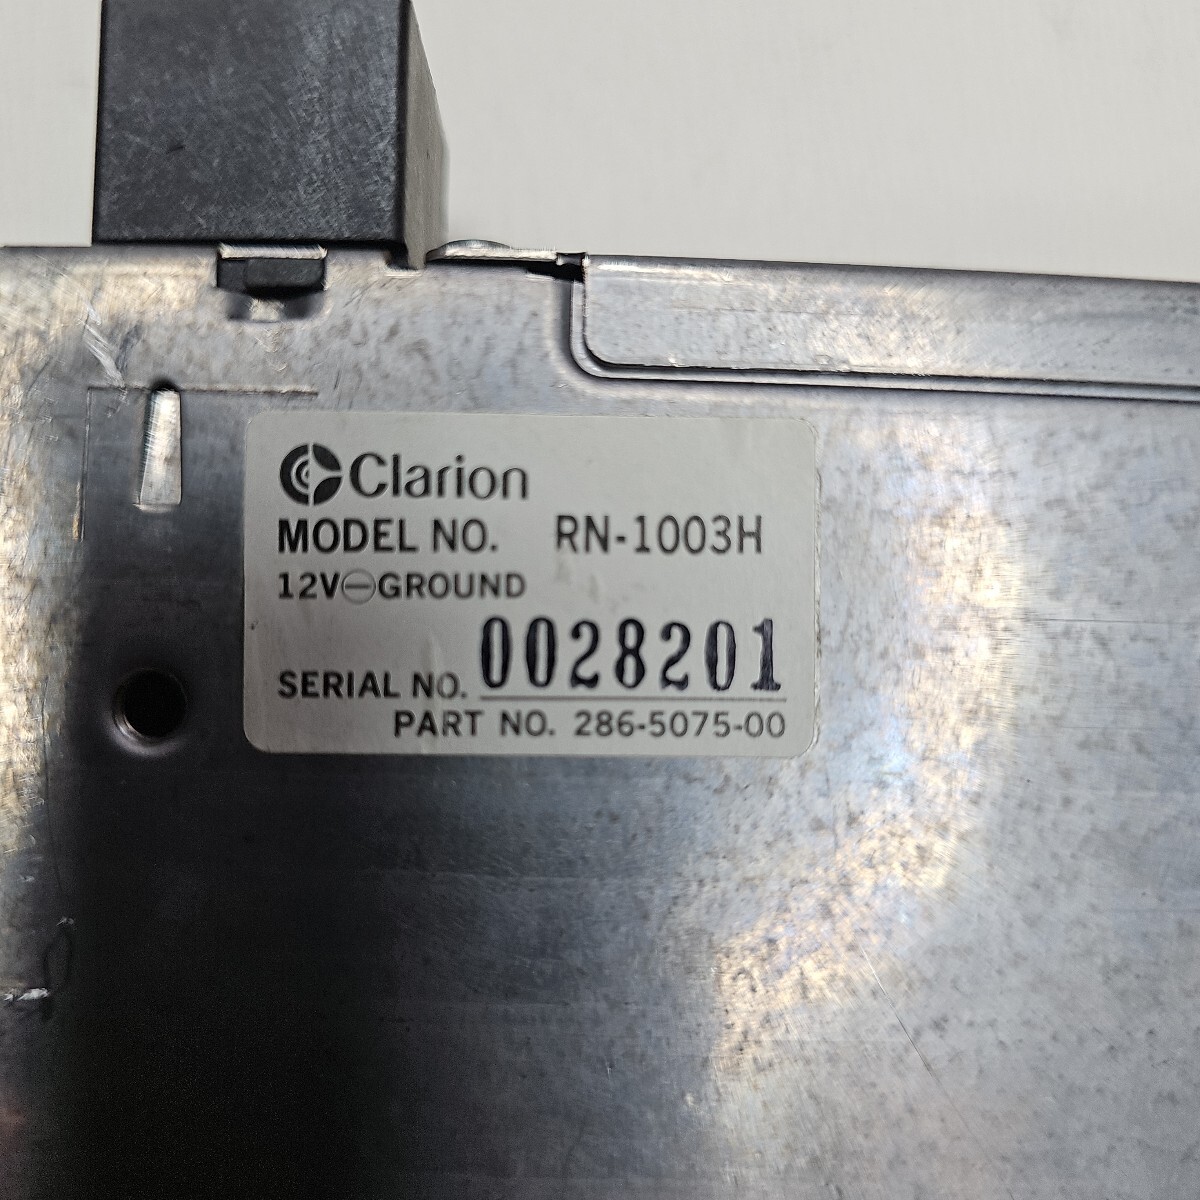 Clarion
MODEL NO. RN-1003H
12V⊖GROUND
SERIAL NO. 0028201
PART NO. 286-5075-00